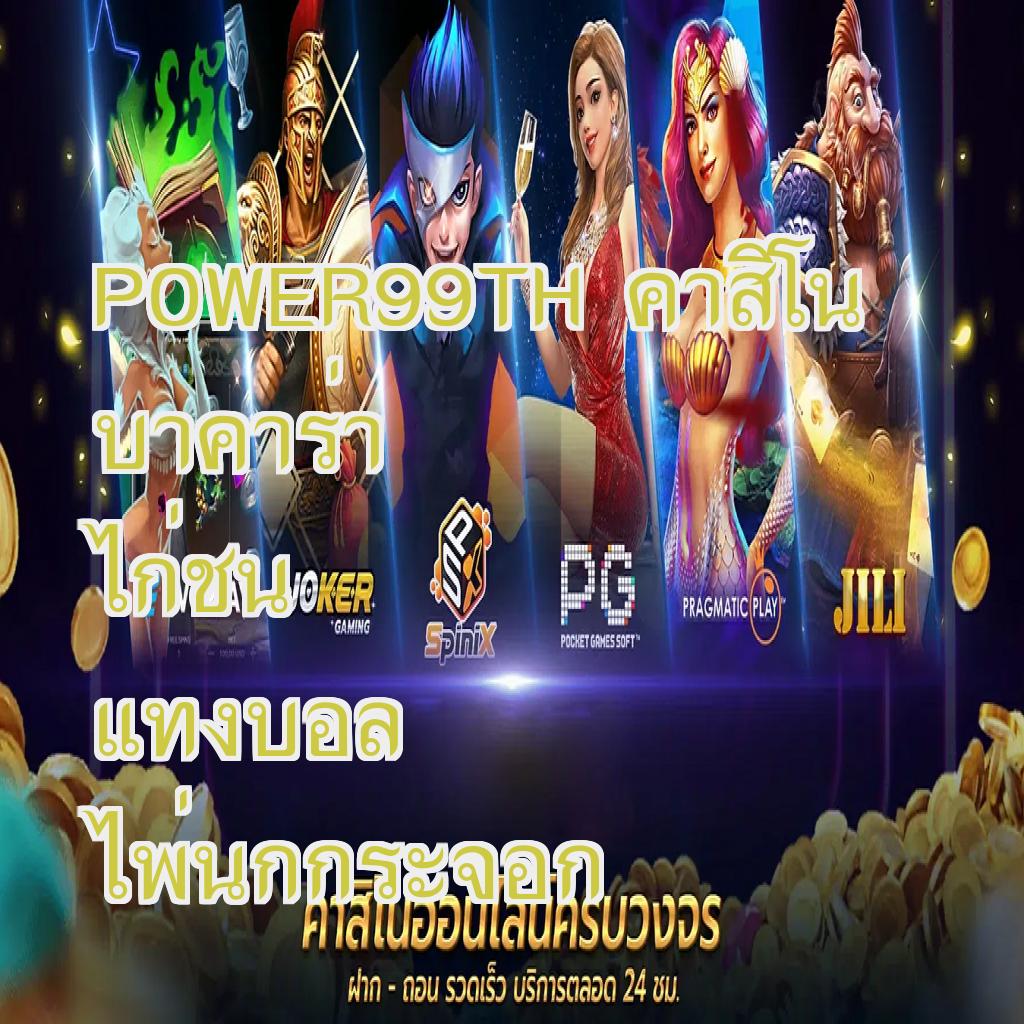 POWER99TH คาสิโน
บาคาร่า
ไก่ชน
แทงบอล
ไพ่นกกระจอก
JOKER
GAMING
SpiniX
PG
POCKET GAMES SOFT™
PRAGMATIC PLAY™
JILI
คาสิโนออนไลน์ครบวงจร
ฝาก - ถอน รวดเร็ว บริการตลอด 24 ชม.